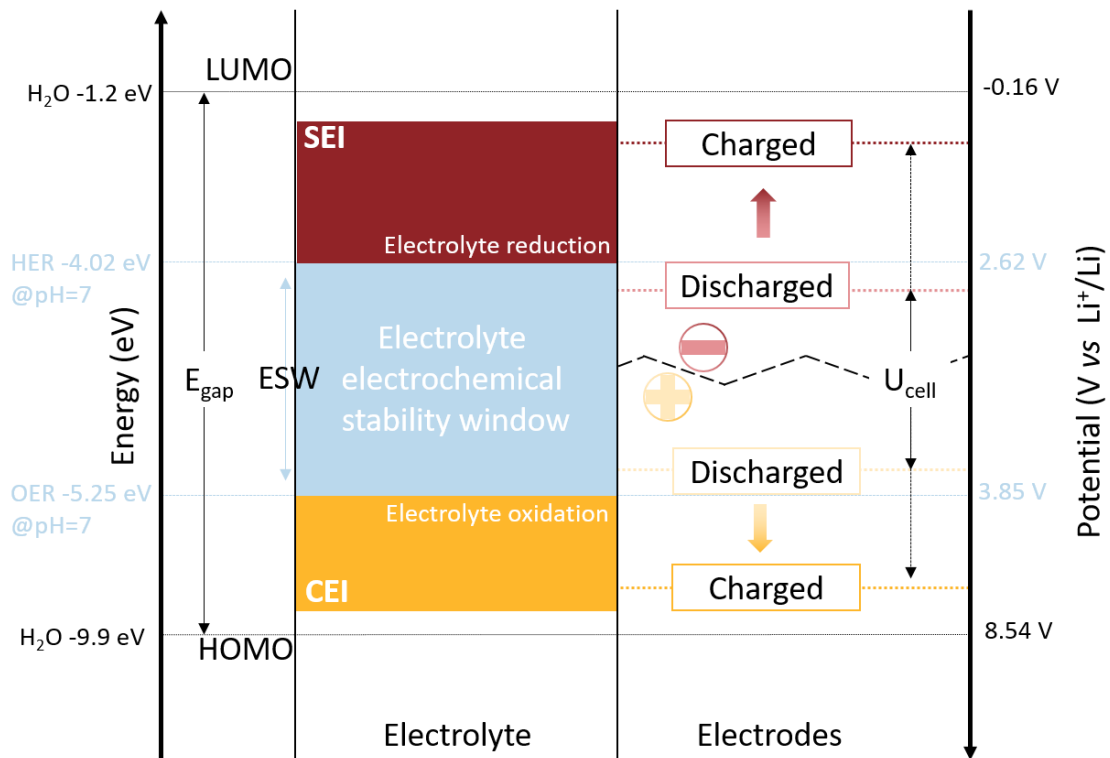 LUMO
H₂O -1.2 eV
-0.16 V
SEI
Charged
Electrolyte reduction
HER -4.02 eV
@pH=7
2.62 V
Discharged
Energy (eV)
Potential (V vs Li⁺/Li)
Electrolyte
electrochemical
stability window
E_gap
ESW
U_cell
Discharged
OER -5.25 eV
@pH=7
3.85 V
Electrolyte oxidation
Charged
CEI
H₂O -9.9 eV
8.54 V
HOMO
Electrolyte
Electrodes